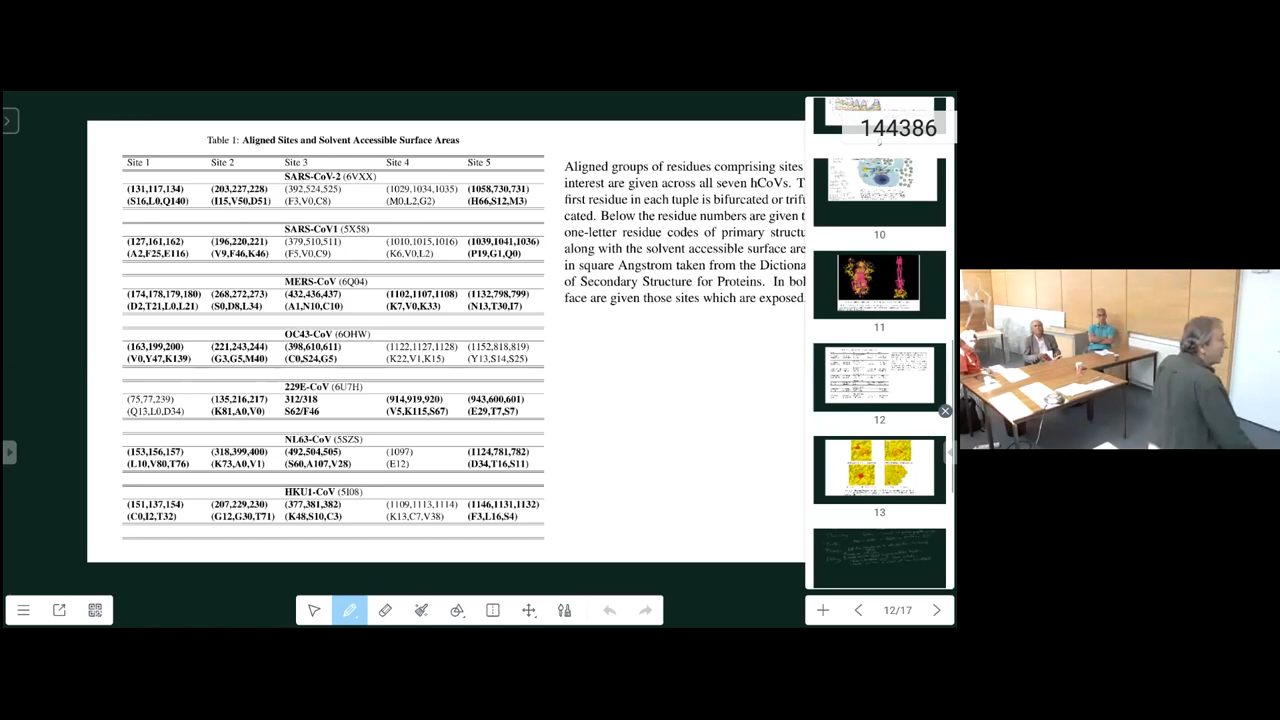 Table 1: Aligned Sites and Solvent Accessible Surface Areas
Site 1 Site 2 Site 3 Site 4 Site 5
SARS-CoV-2 (6VXX)
(131,117,134) (203,227,228) (392,524,525) (1029,1034,1035) (1058,730,731)
(S16,L0,Q140) (I15,V50,D51) (F3,V0,C8) (M0,L2,G2) (H66,S12,M3)
SARS-CoV1 (5X58)
(127,161,162) (196,220,221) (379,510,511) (1010,1015,1016) (1039,1041,1036)
(A2,F25,E116) (V9,F46,K46) (F5,V0,C9) (K6,V0,L2) (P19,G1,Q0)
MERS-CoV (6Q04)
(174,178,179,180) (268,272,273) (432,436,437) (1102,1107,1108) (1132,798,799)
(D2,T21,L0,L21) (S0,D8,L34) (A1,N10,C10) (K7,V0,K33) (N13,T30,I7)
OC43-CoV (6OHW)
(163,199,200) (221,243,244) (398,610,611) (1122,1127,1128) (1152,818,819)
(G3,G5,M40) (C0,S24,G5) (K22,V1,K15) (Y13,S14,S25)
229E-CoV (6U7H)
(135,216,217) 312/318 (914,919,920) (943,600,601)
(Q13,L0,D34) (K81,A0,V0) S62/F46 (V5,K115,S67) (E29,T7,S7)
NL63-CoV (5SZS)
(153,156,157) (318,399,400) (492,504,505) (1097) (1124,781,782)
(L10,V80,T76) (K73,A0,V1) (S60,A107,V28) (E12) (D34,T16,S11)
HKU1-CoV (5I08)
(151,137,154) (207,229,230) (377,381,382) (1109,1113,1114) (1146,1131,1132)
(C0,I2,T32) (G12,G30,T71) (K48,S10,C3) (K13,C7,V38) (F3,L16,S4)
Aligned groups of residues comprising sites
interest are given across all seven hCoVs. T
first residue in each tuple is bifurcated or trifu
cated. Below the residue numbers are given t
one-letter residue codes of primary structu
along with the solvent accessible surface are
in square Angstrom taken from the Dictiona
of Secondary Structure for Proteins. In bol
face are given those sites which are exposed.
144386
10
11
12
13
12/17